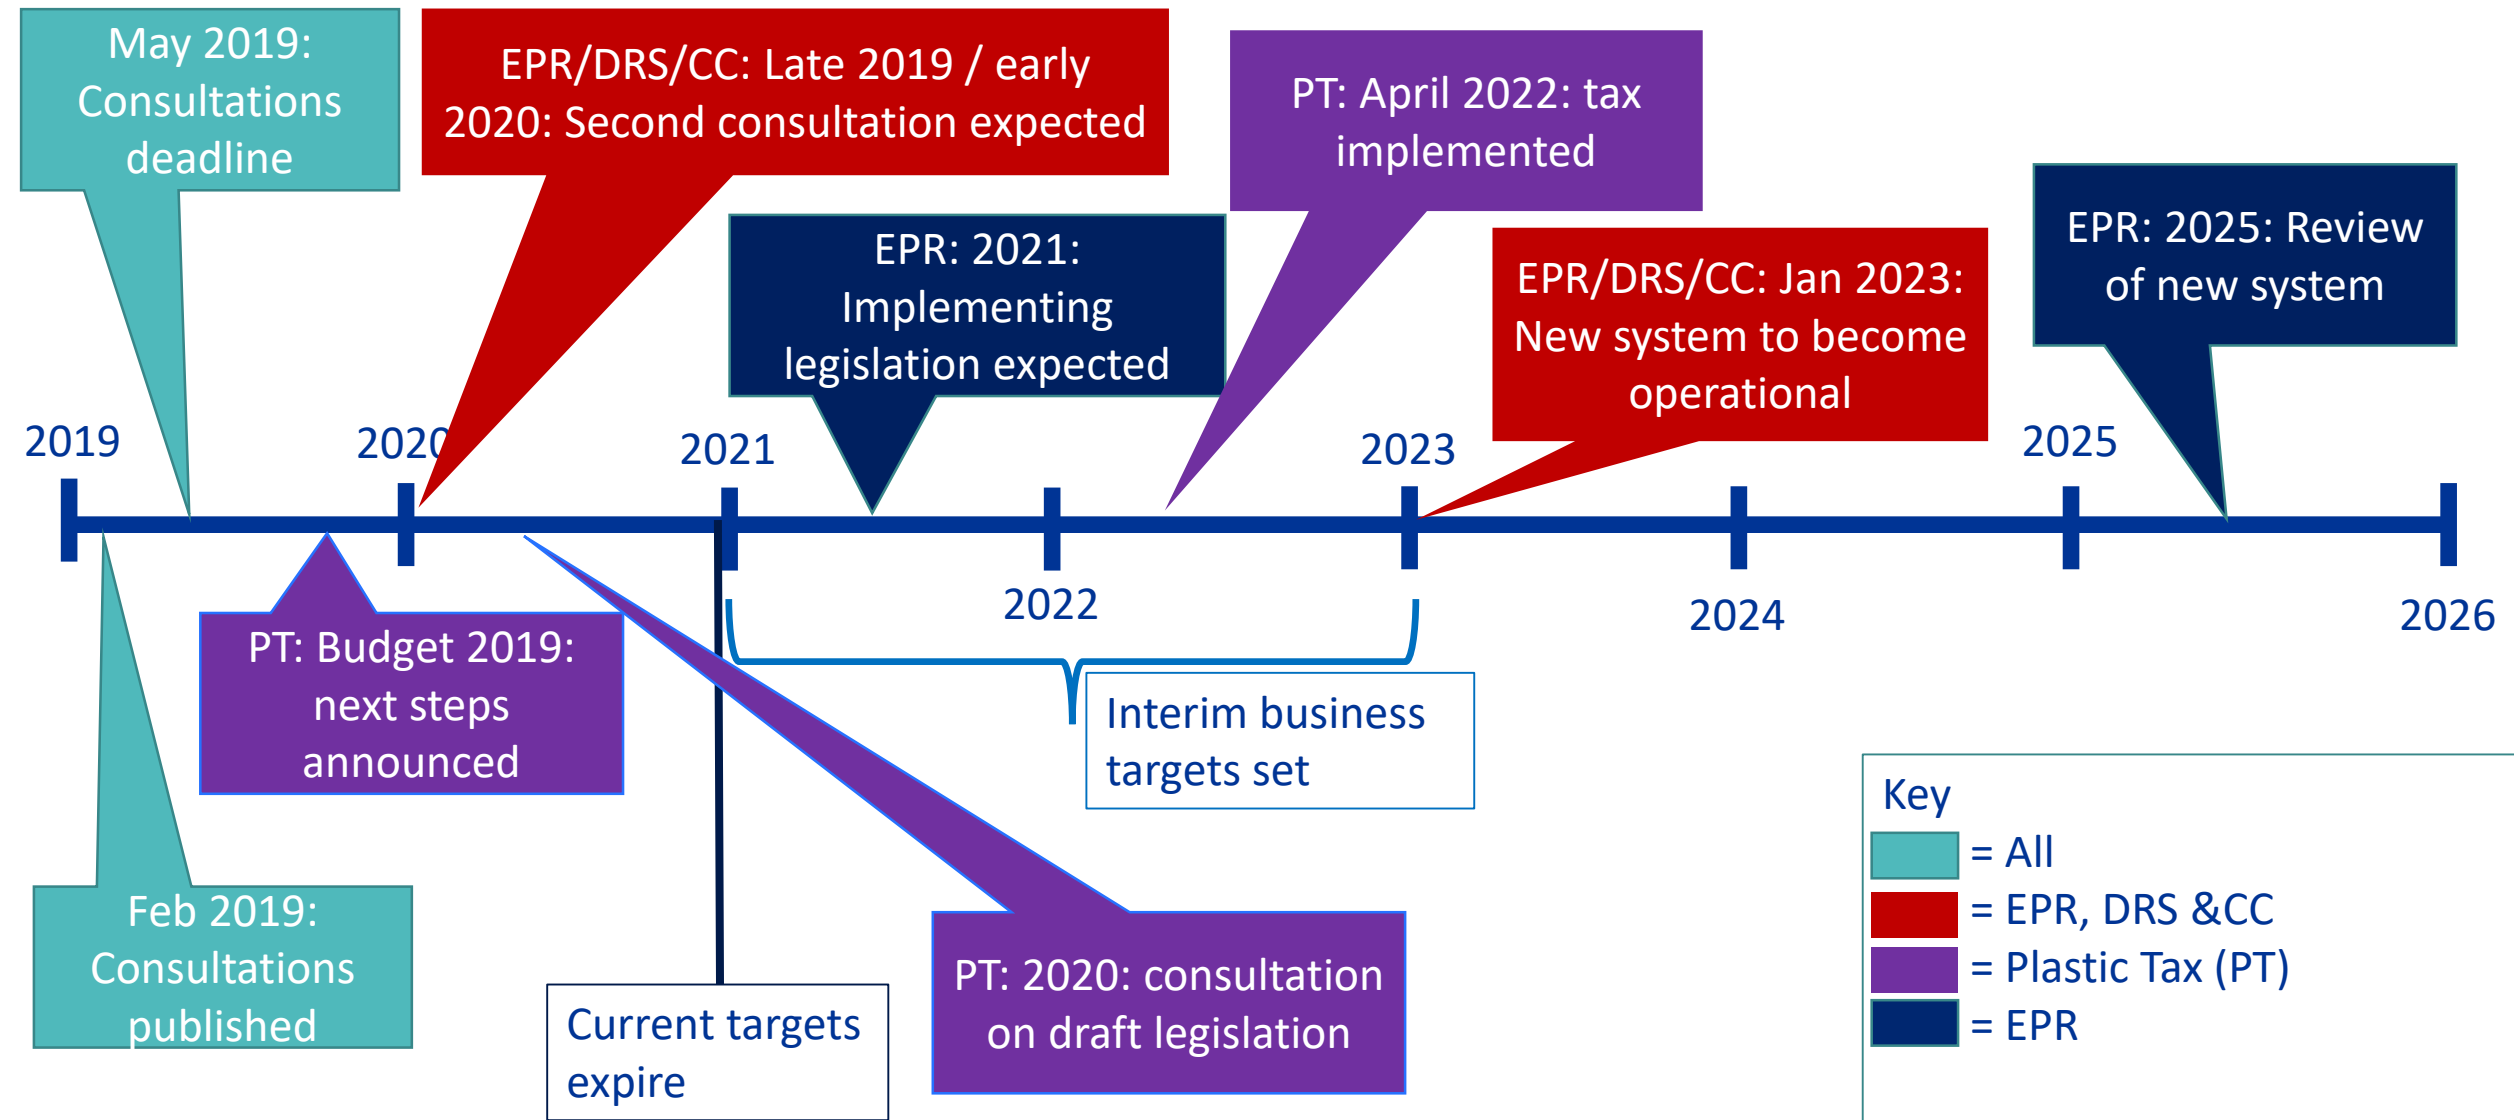 May 2019:
Consultations
deadline
EPR/DRS/CC: Late 2019 / early
2020: Second consultation expected
PT: April 2022: tax
implemented
EPR: 2021:
Implementing
legislation expected
EPR/DRS/CC: Jan 2023:
New system to become
operational
EPR: 2025: Review
of new system
2019
2020
2021
2023
2025
2022
2024
2026
PT: Budget 2019:
next steps
announced
Interim business
targets set
Feb 2019:
Consultations
published
Current targets
expire
PT: 2020: consultation
on draft legislation
Key
= All
= EPR, DRS &CC
= Plastic Tax (PT)
= EPR